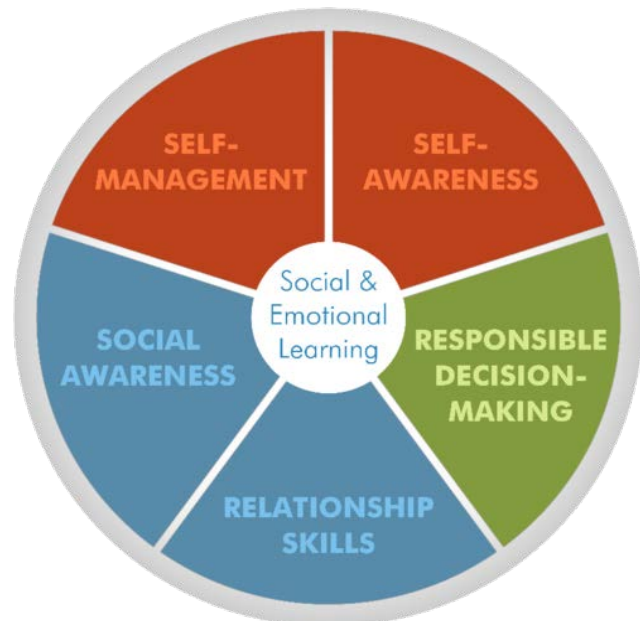 SELF-
MANAGEMENT
SELF-
AWARENESS
Social &
Emotional
Learning
SOCIAL
AWARENESS
RESPONSIBLE
DECISION-
MAKING
RELATIONSHIP
SKILLS